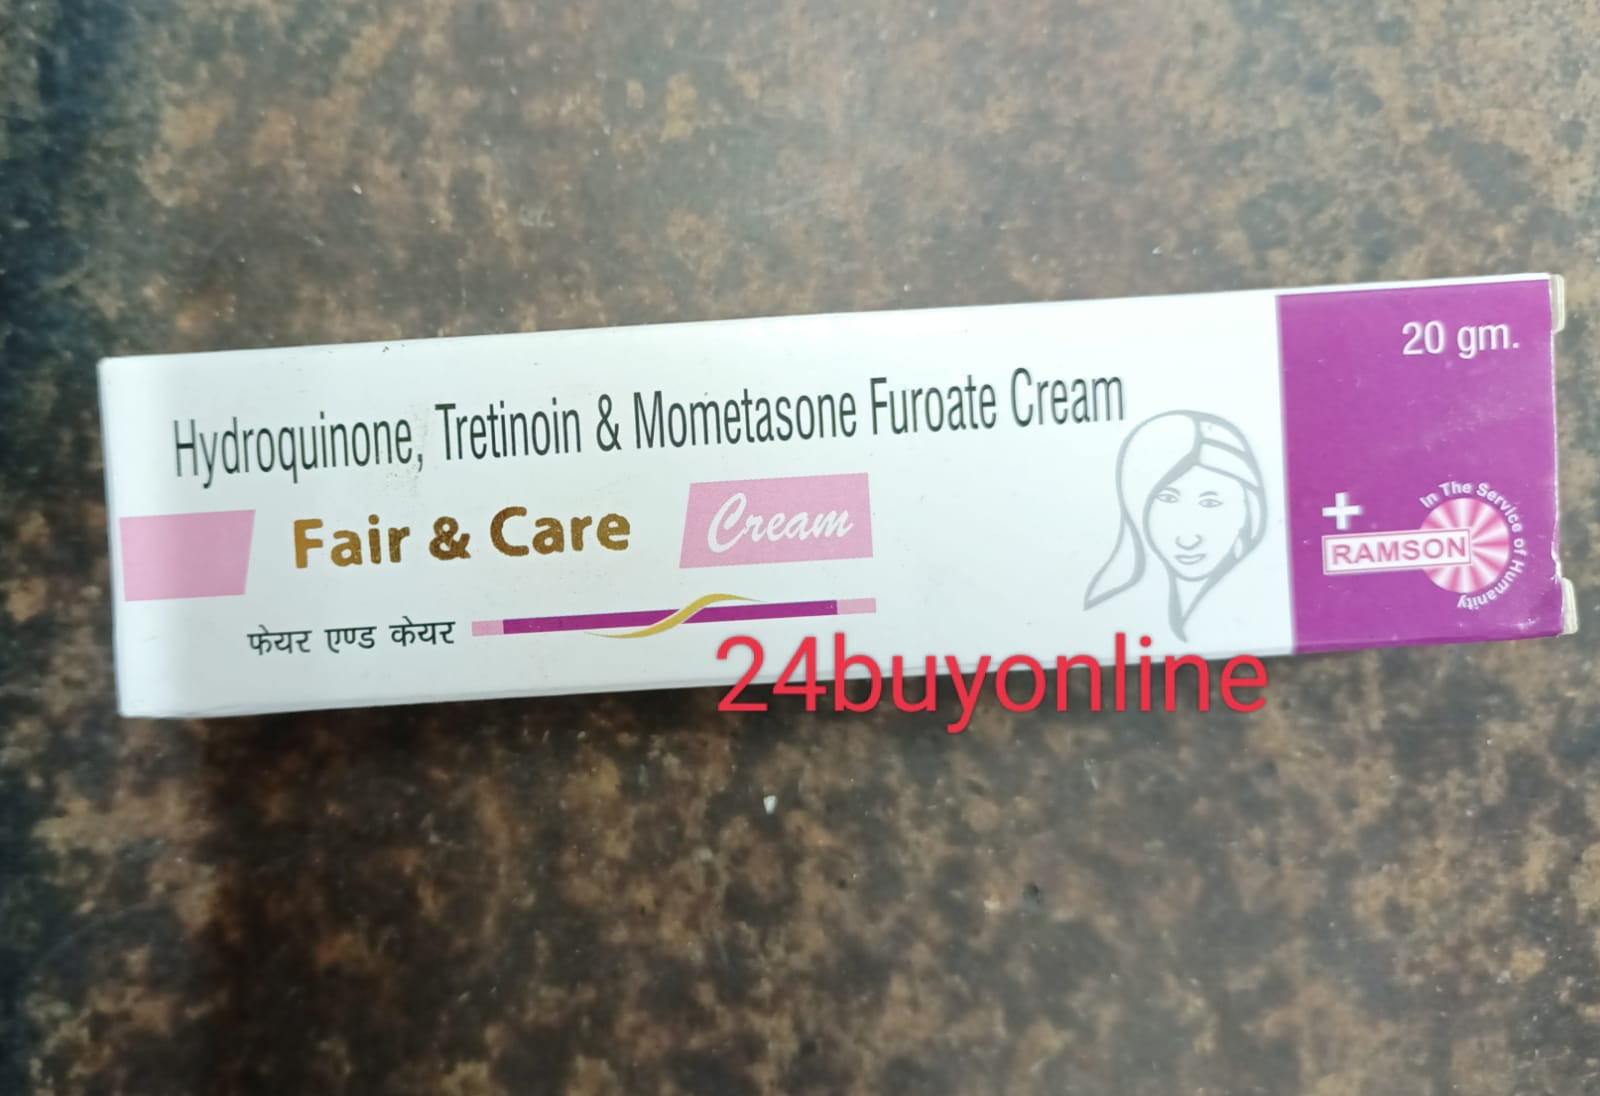 20 gm.
Hydroquinone, Tretinoin & Mometasone Furoate Cream
Fair & Care Cream
फेयर एण्ड केयर
In The Service of Humanity
RAMSON
24buyonline